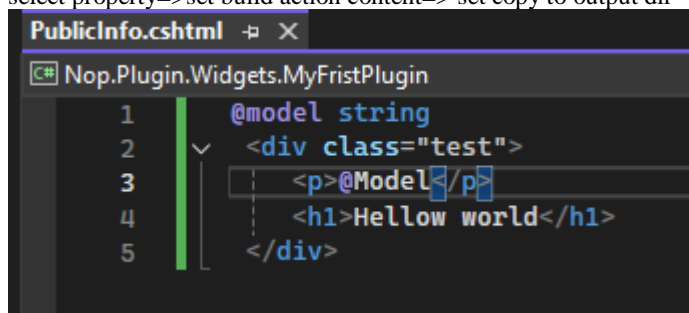 select property=>set build action content=> set copy to output dir
PublicInfo.cshtml
Nop.Plugin.Widgets.MyFristPlugin
1 @model string
2 <div class="test">
3 <p>@Model</p>
4 <h1>Hellow world</h1>
5 </div>